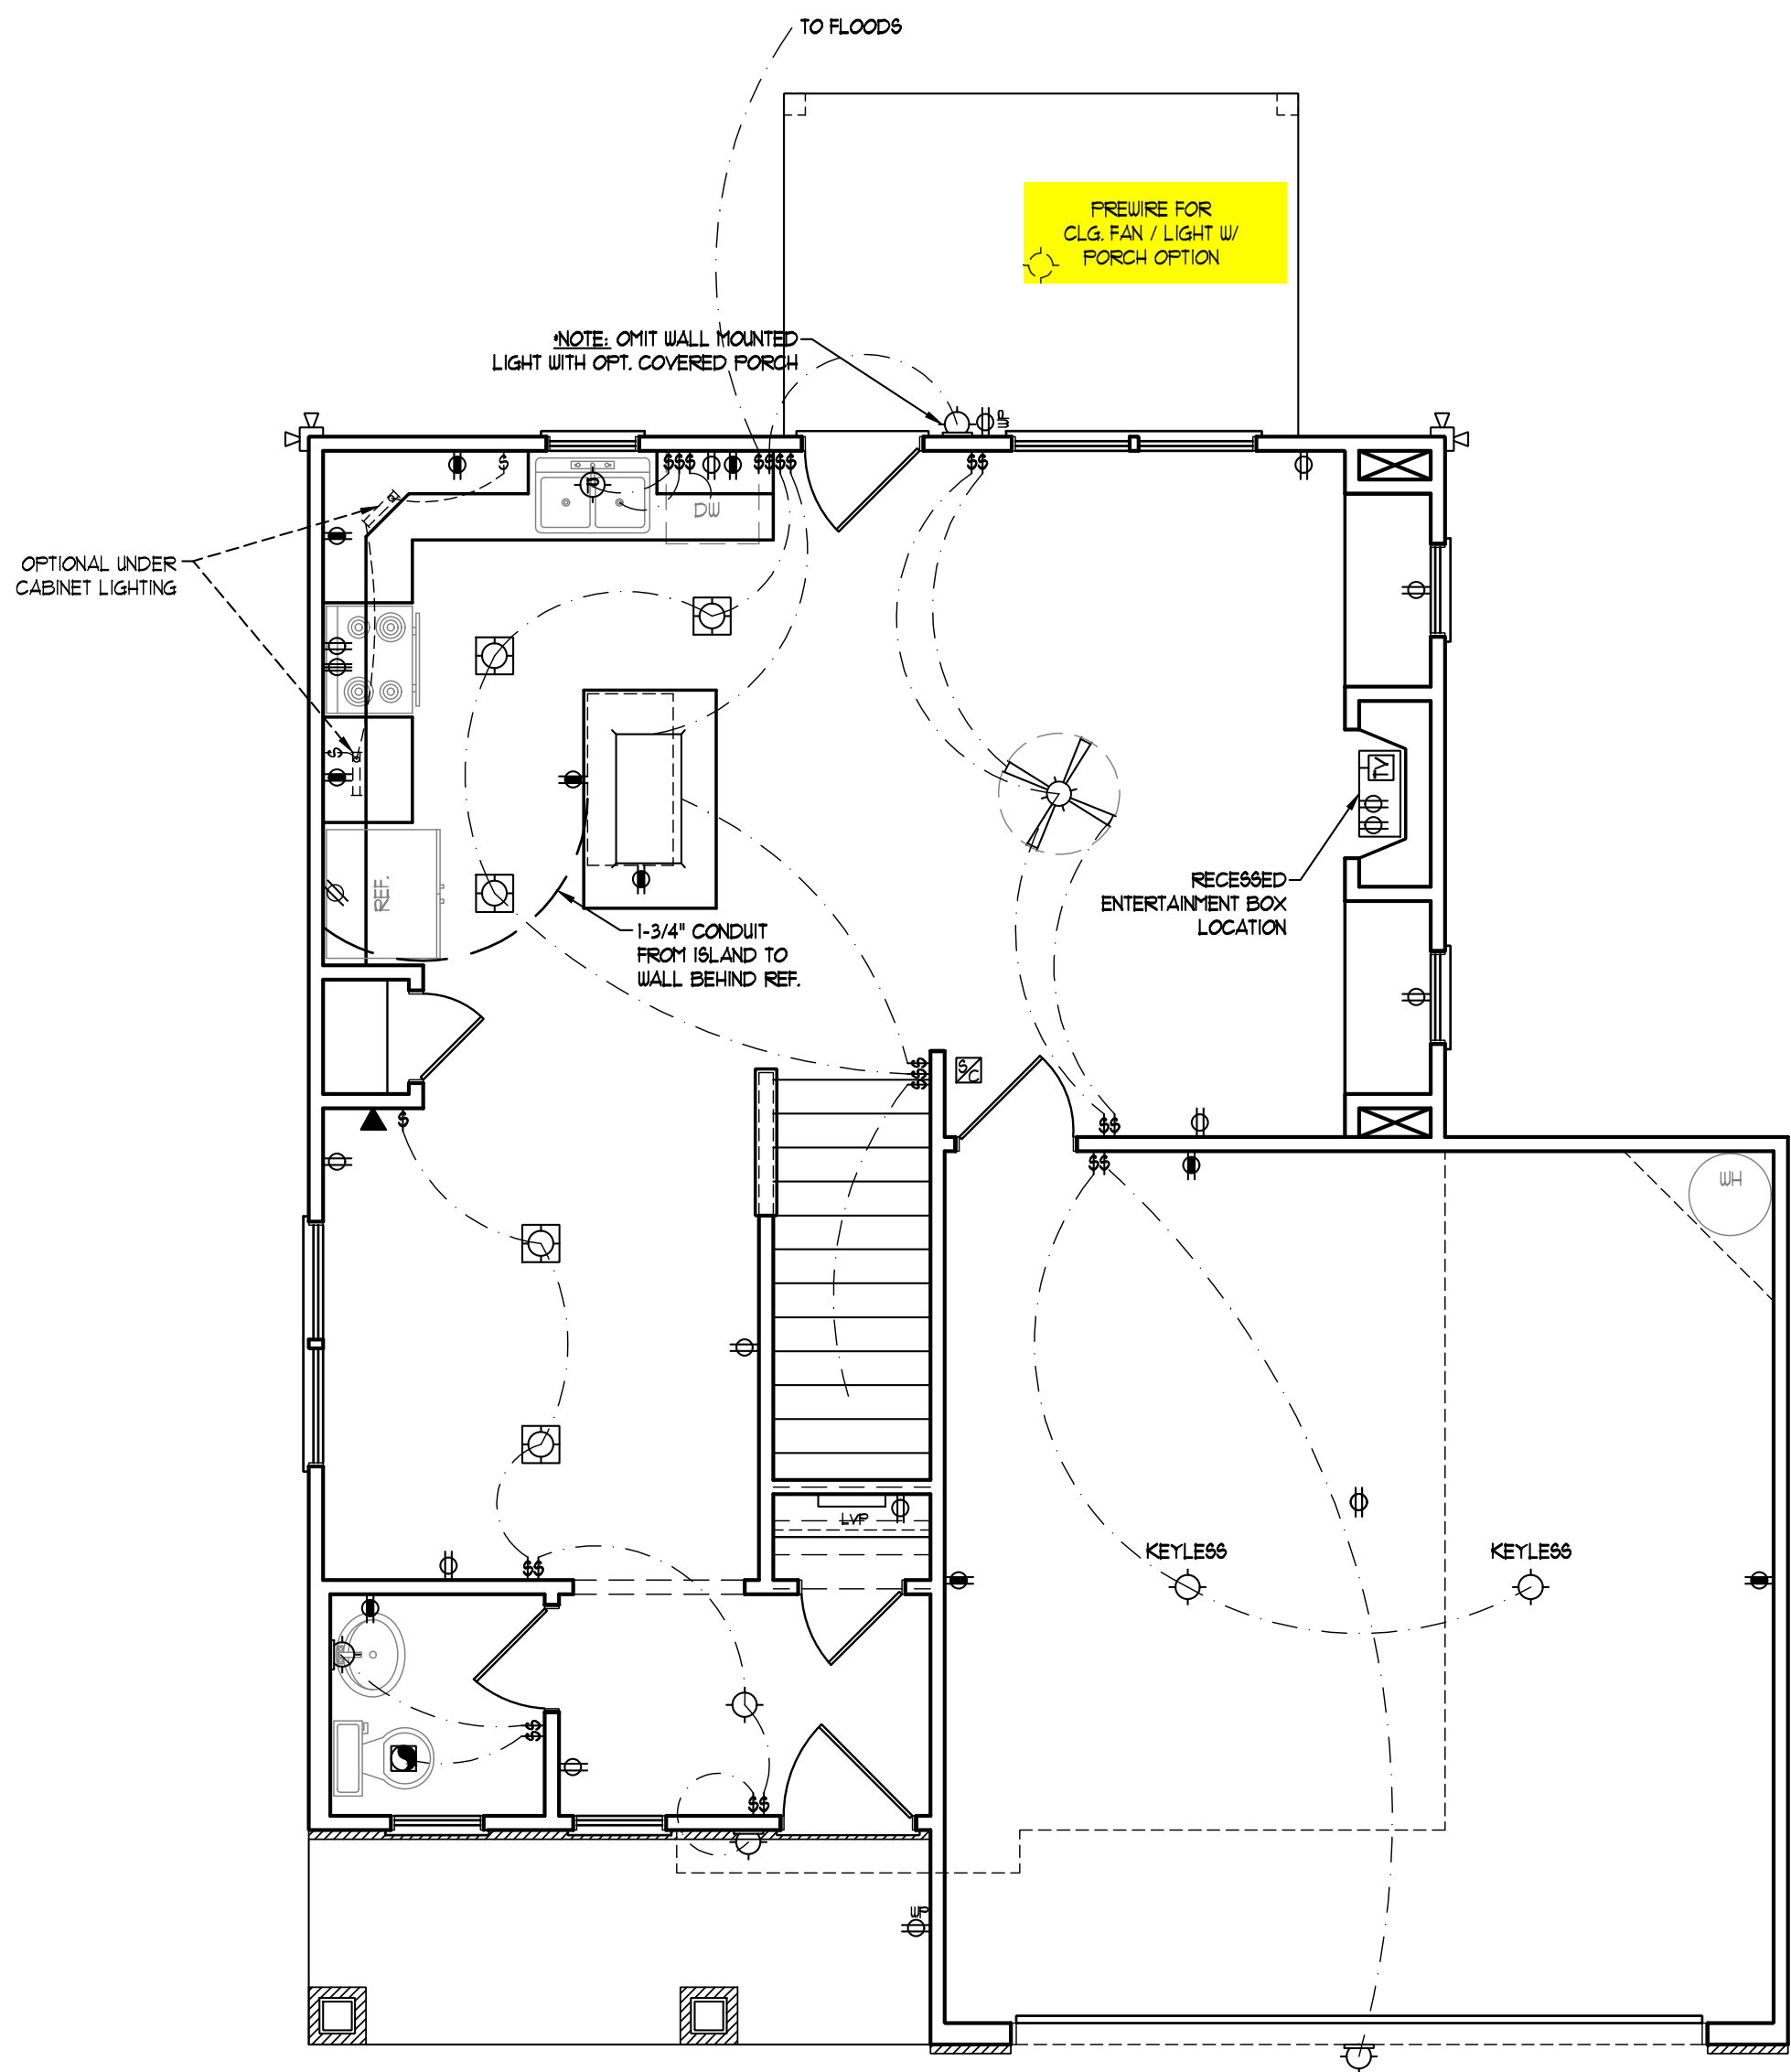 TO FLOODS
PREWIRE FOR
CLG. FAN / LIGHT W/
PORCH OPTION
*NOTE: OMIT WALL MOUNTED
LIGHT WITH OPT. COVERED PORCH
WP
$
$$$
$$$$
$$
P
DW
OPTIONAL UNDER
CABINET LIGHTING
$
TV
RECESSED
ENTERTAINMENT BOX
LOCATION
REF.
1-3/4" CONDUIT
FROM ISLAND TO
WALL BEHIND REF.
$$$
S/C
$
$$
$$
WH
LVP
KEYLESS
KEYLESS
$$
$$
$$
WP